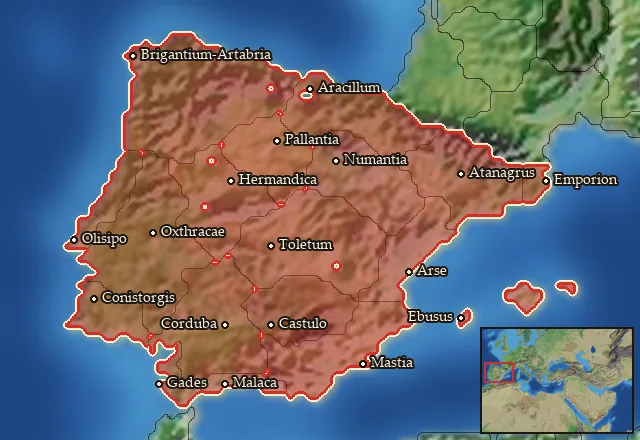 Brigantium-Artabria
Aracillum
Pallantia
Numantia
Atanagrus
Emporion
Hermandica
Oxthracae
Olisipo
Toletum
Arse
Conistorgis
Corduba
Castulo
Ebusus
Mastia
Gades
Malaca